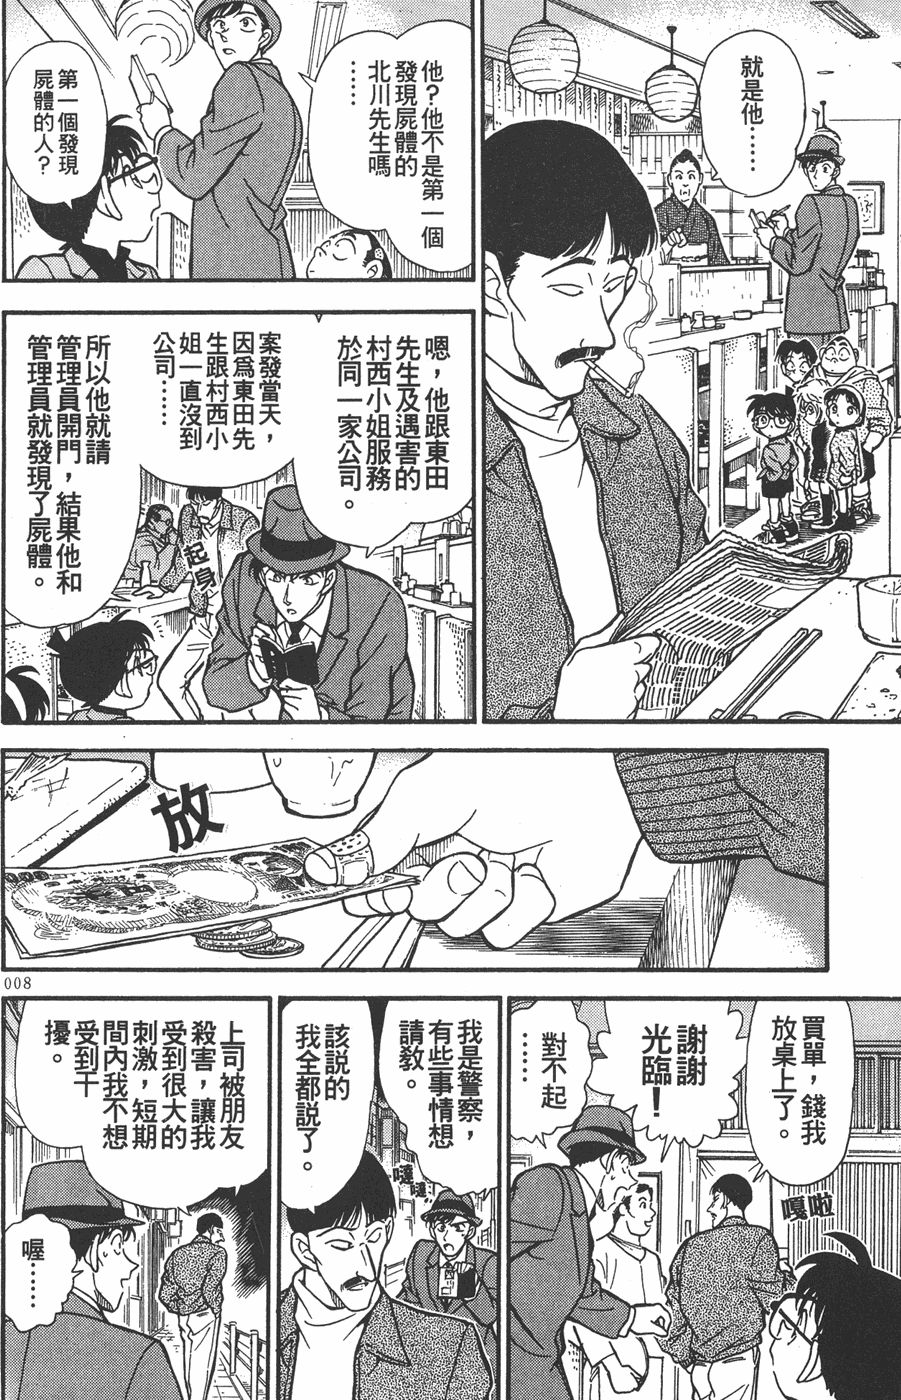 就是他……
他？他不是第一個
發現屍體的
北川先生嗎
……
第一個發現
屍體的人？
嗯，他跟東田
先生及遇害的
村西小姐服務
於同一家公司。
案發當天，
因爲東田先
生跟村西小
姐一直沒到
公司……
起身
所以他就請
管理員開門，結果他和
管理員就發現了屍體。
放
008
買單，錢我
放桌上了。
謝謝
光臨！
對不起
嘎啦
我是警察，
有些事情想
請教。
噠噠
該說的
我全都說了。
上司被朋友
殺害，讓我
受到很大的
刺激，短期
間內我不想
受到干
擾。
喔……